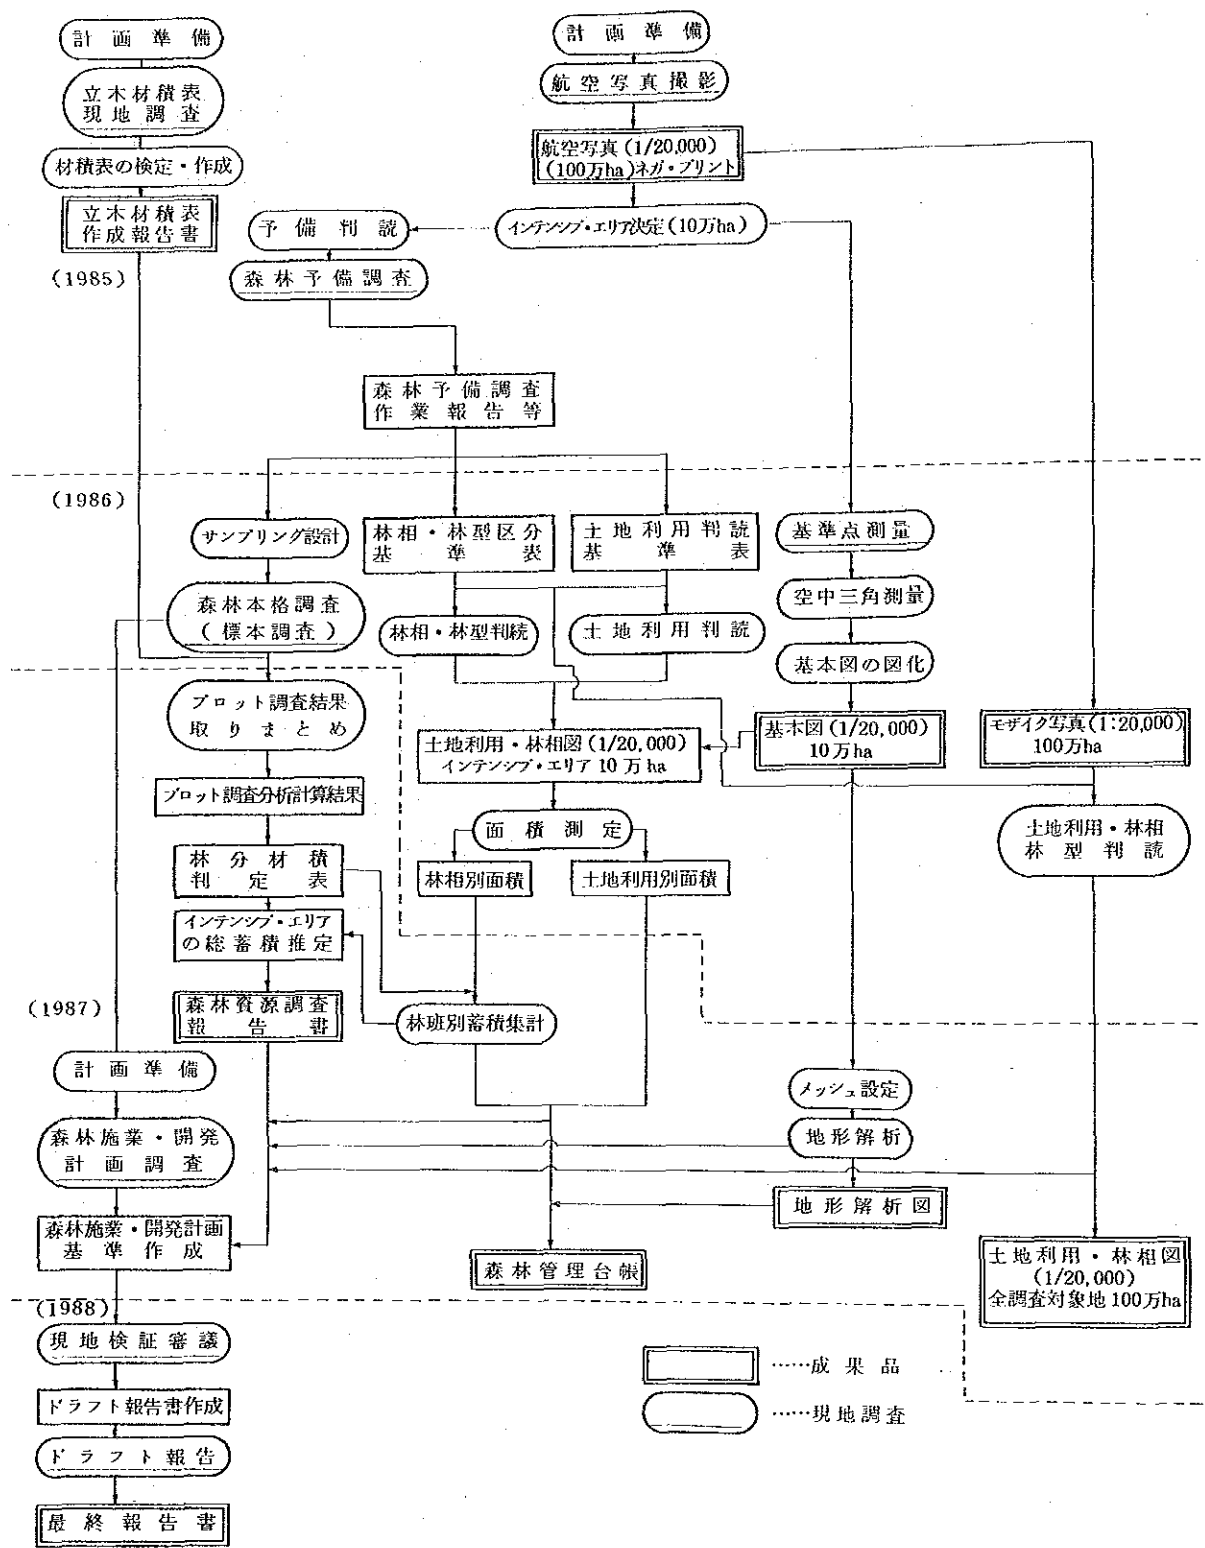 計画準備
立木材積表
現地調査
材積表の検定・作成
立木材積表
作成報告書
(1985)
計画準備
航空写真撮影
航空写真(1/20,000)
(100万ha)ネガ・プリント
インテンシブ・エリア決定(10万ha)
予備判読
森林予備調査
森林予備調査
作業報告等
(1986)
サンプリング設計
林相・林型区分
基準表
土地利用判読
基準表
基準点測量
森林本格調査
(標本調査)
林相・林型判続
土地利用判読
空中三角測量
基本図の図化
プロット調査結果
取りまとめ
土地利用・林相図(1/20,000)
インテンシブ・エリア 10万ha
基本図(1/20,000)
10万ha
モザイク写真(1:20,000)
100万ha
プロット調査分析計算結果
面積測定
土地利用・林相
林型判読
林分材積
判定表
林相別面積
土地利用別面積
インテンシブ・エリア
の総蓄積推定
(1987)
森林資源調査
報告書
林班別蓄積集計
計画準備
メッシュ設定
森林施業・開発
計画調査
地形解析
地形解析図
森林施業・開発計画
基準作成
森林管理台帳
土地利用・林相図
(1/20,000)
全調査対象地100万ha
(1988)
現地検証審議
ドラフト報告書作成
ドラフト報告
最終報告書
……成果品
……現地調査